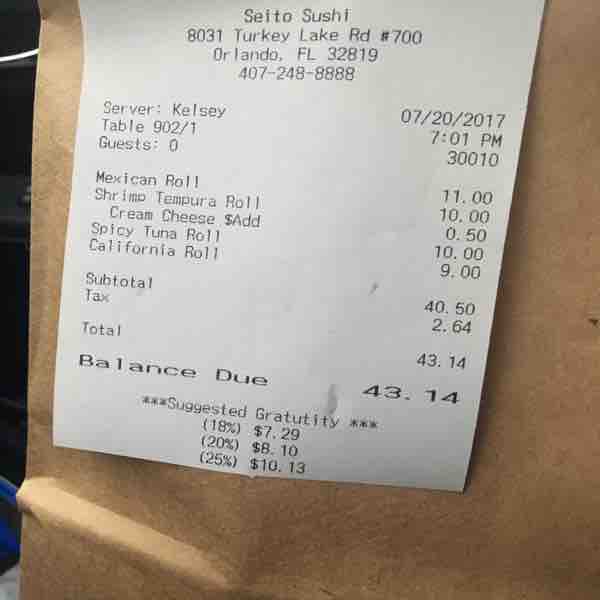 Seito Sushi
8031 Turkey Lake Rd #700
Orlando, FL 32819
407-248-8888
Server: Kelsey 07/20/2017
Table 902/1 7:01 PM
Guests: 0 30010
Mexican Roll 11.00
Shrimp Tempura Roll 10.00
Cream Cheese $Add 0.50
Spicy Tuna Roll 10.00
California Roll 9.00
Subtotal 40.50
Tax 2.64
Total 43.14
Balance Due 43.14
***Suggested Gratutity ***
(18%) $7.29
(20%) $8.10
(25%) $10.13